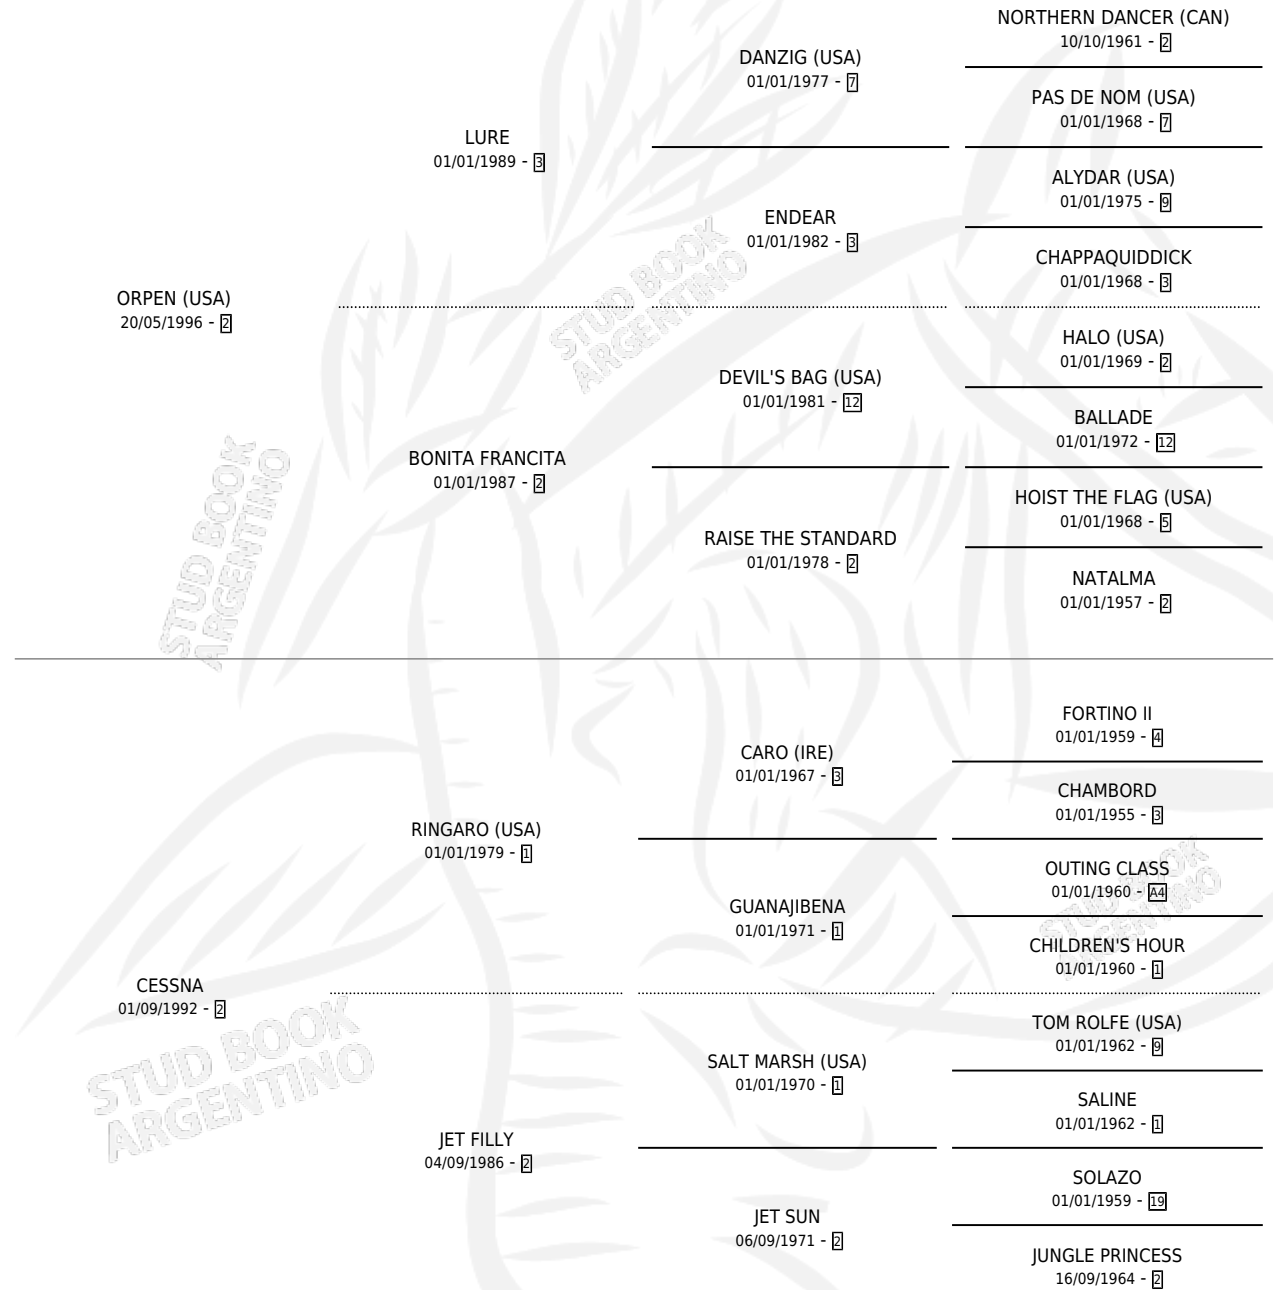 NORTHERN DANCER (CAN)
10/10/1961 - 2
DANZIG (USA)
01/01/1977 - 7
PAS DE NOM (USA)
01/01/1968 - 7
LURE
01/01/1989 - 3
ALYDAR (USA)
01/01/1975 - 9
ENDEAR
01/01/1982 - 3
CHAPPAQUIDDICK
01/01/1968 - 3
ORPEN (USA)
20/05/1996 - 2
STUD BOOK
ARGENTINO
HALO (USA)
01/01/1969 - 2
DEVIL'S BAG (USA)
01/01/1981 - 12
BALLADE
01/01/1972 - 12
BONITA FRANCITA
01/01/1987 - 2
HOIST THE FLAG (USA)
01/01/1968 - 5
RAISE THE STANDARD
01/01/1978 - 2
NATALMA
01/01/1957 - 2
STUD BOOK
ARGENTINO
FORTINO II
01/01/1959 - 4
CARO (IRE)
01/01/1967 - 3
CHAMBORD
01/01/1955 - 3
RINGARO (USA)
01/01/1979 - 1
OUTING CLASS
01/01/1960 - A4
GUANAJIBENA
01/01/1971 - 1
CHILDREN'S HOUR
01/01/1960 - 1
STUD BOOK
ARGENTINO
CESSNA
01/09/1992 - 2
TOM ROLFE (USA)
01/01/1962 - 9
SALT MARSH (USA)
01/01/1970 - 1
SALINE
01/01/1962 - 1
STUD BOOK
ARGENTINO
JET FILLY
04/09/1986 - 2
SOLAZO
01/01/1959 - 19
JET SUN
06/09/1971 - 2
JUNGLE PRINCESS
16/09/1964 - 2